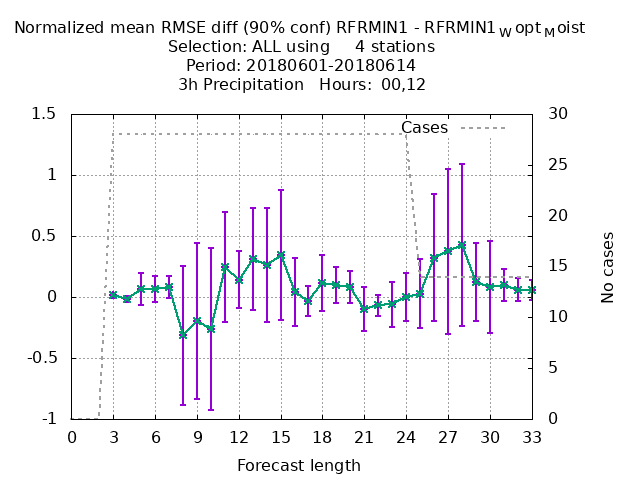 Normalized mean RMSE diff (90% conf) RFRMIN1 - RFRMIN1WoptMoist
Selection: ALL using 4 stations
Period: 20180601-20180614
3h Precipitation Hours: 00,12
Cases
1.5
1
0.5
0
-0.5
-1
30
25
20
15
10
5
0
No cases
0 3 6 9 12 15 18 21 24 27 30 33
Forecast length